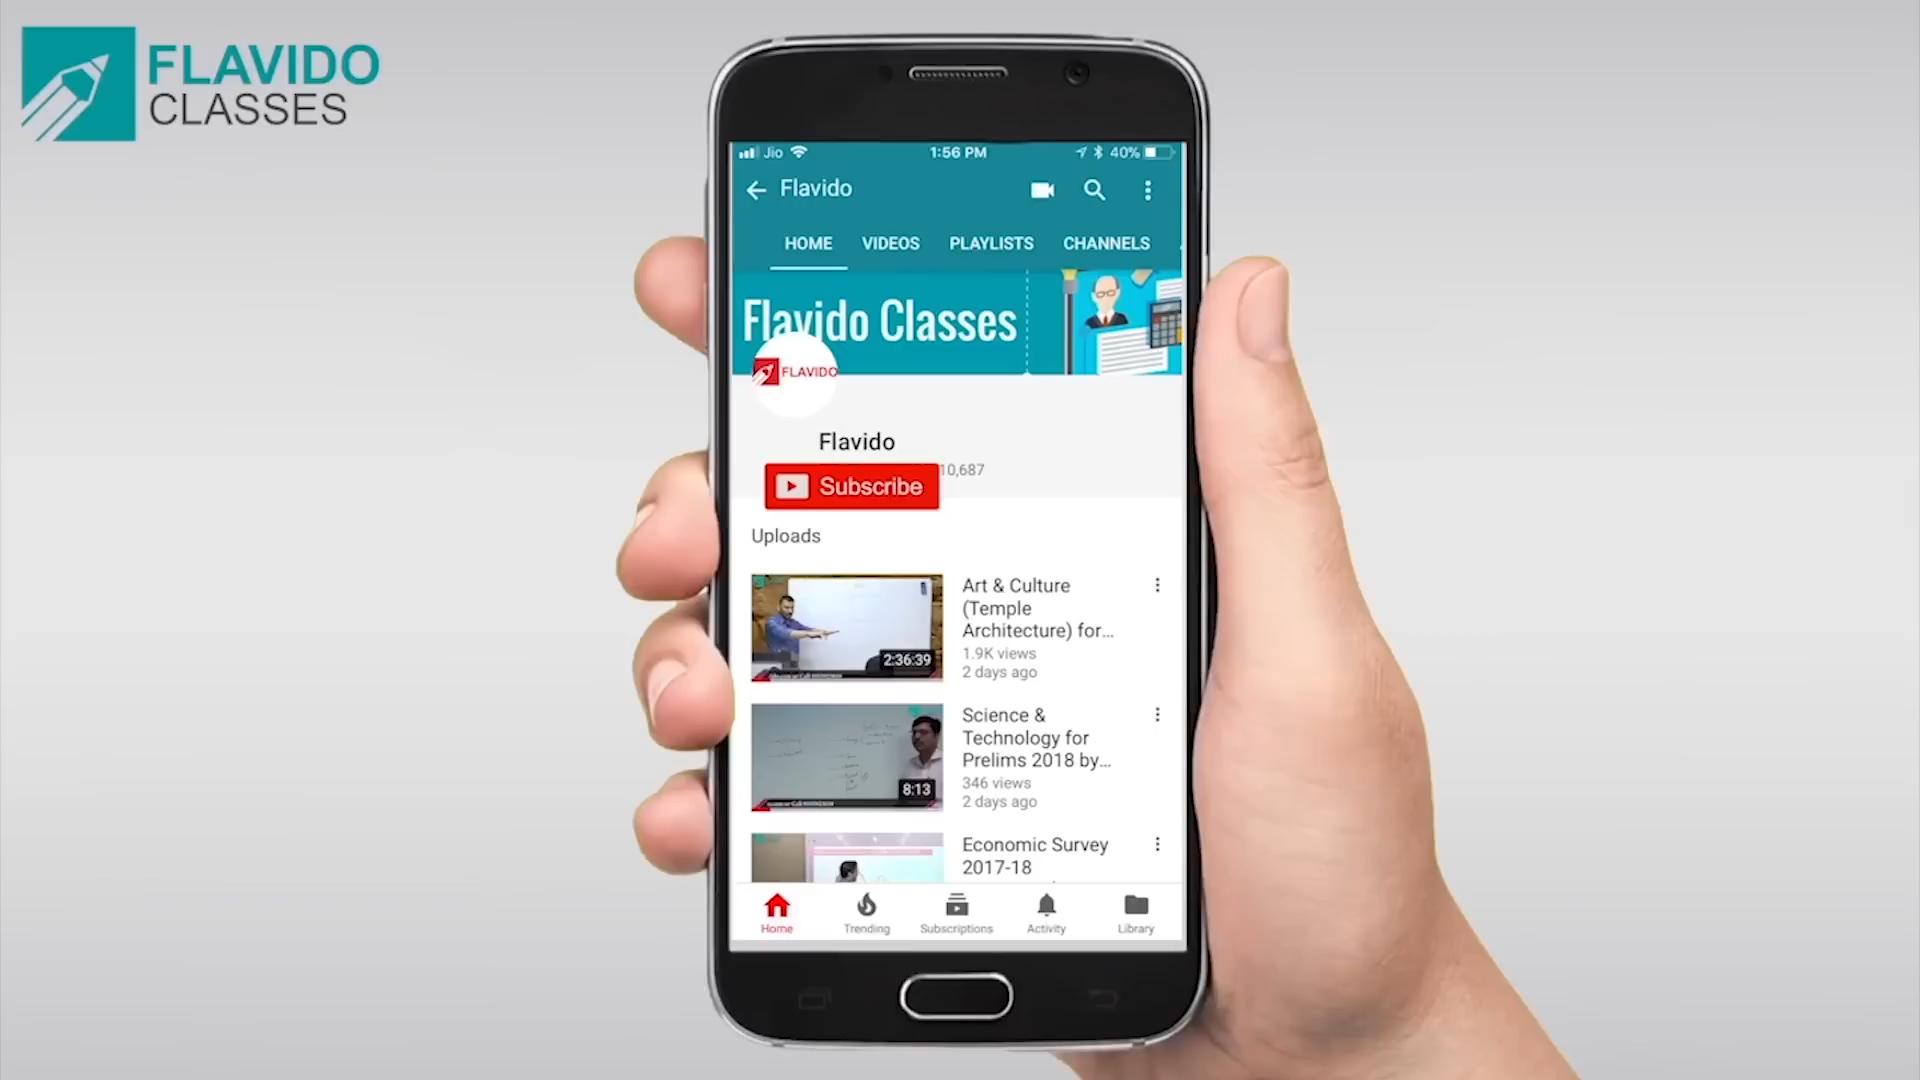 FLAVIDO
CLASSES
Jio
1:56 PM
40%
Flavido
HOME
VIDEOS
PLAYLISTS
CHANNELS
Flavido Classes
FLAVIDO
Flavido
10,687
Subscribe
Uploads
Art & Culture
(Temple
Architecture) for...
1.9K views
2 days ago
2:36:39
Science &
Technology for
Prelims 2018 by...
346 views
2 days ago
8:13
Economic Survey
2017-18
Home
Trending
Subscriptions
Activity
Library